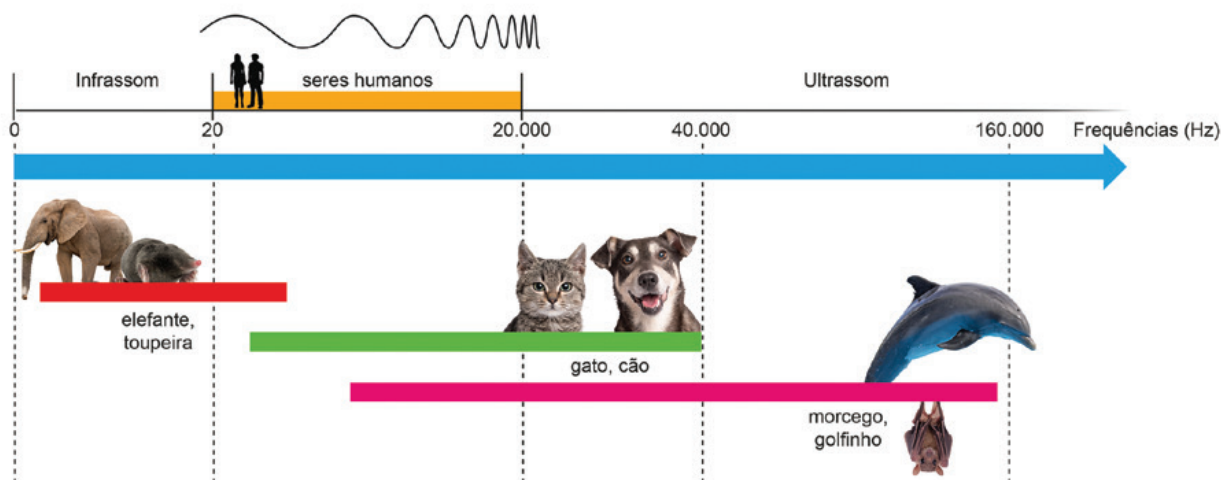 Infrassom
seres humanos
Ultrassom
0
20
20.000
40.000
160.000
Frequências (Hz)
elefante,
toupeira
gato, cão
morcego,
golfinho